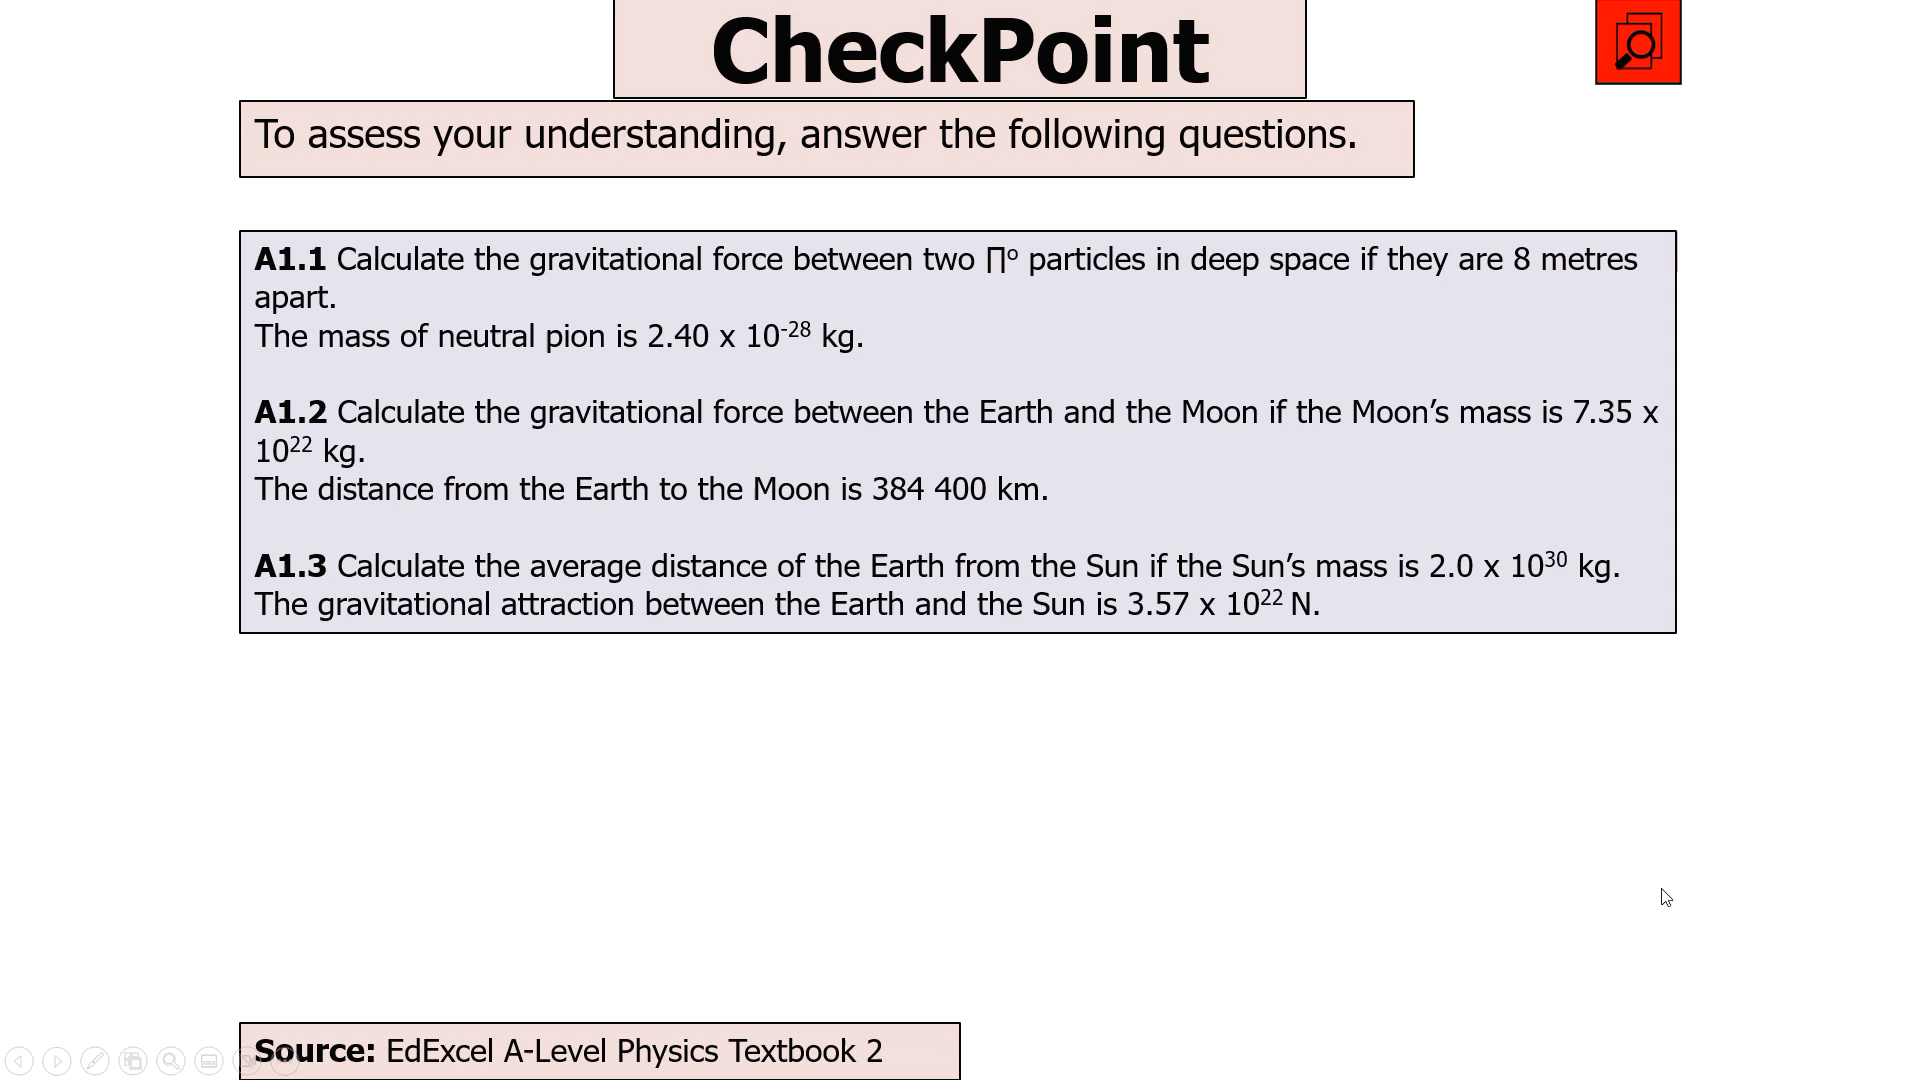 CheckPoint
To assess your understanding, answer the following questions.
A1.1 Calculate the gravitational force between two Π⁰ particles in deep space if they are 8 metres
apart.
The mass of neutral pion is 2.40 x 10⁻²⁸ kg.
A1.2 Calculate the gravitational force between the Earth and the Moon if the Moon’s mass is 7.35 x
10²² kg.
The distance from the Earth to the Moon is 384 400 km.
A1.3 Calculate the average distance of the Earth from the Sun if the Sun’s mass is 2.0 x 10³⁰ kg.
The gravitational attraction between the Earth and the Sun is 3.57 x 10²² N.
Source: EdExcel A-Level Physics Textbook 2